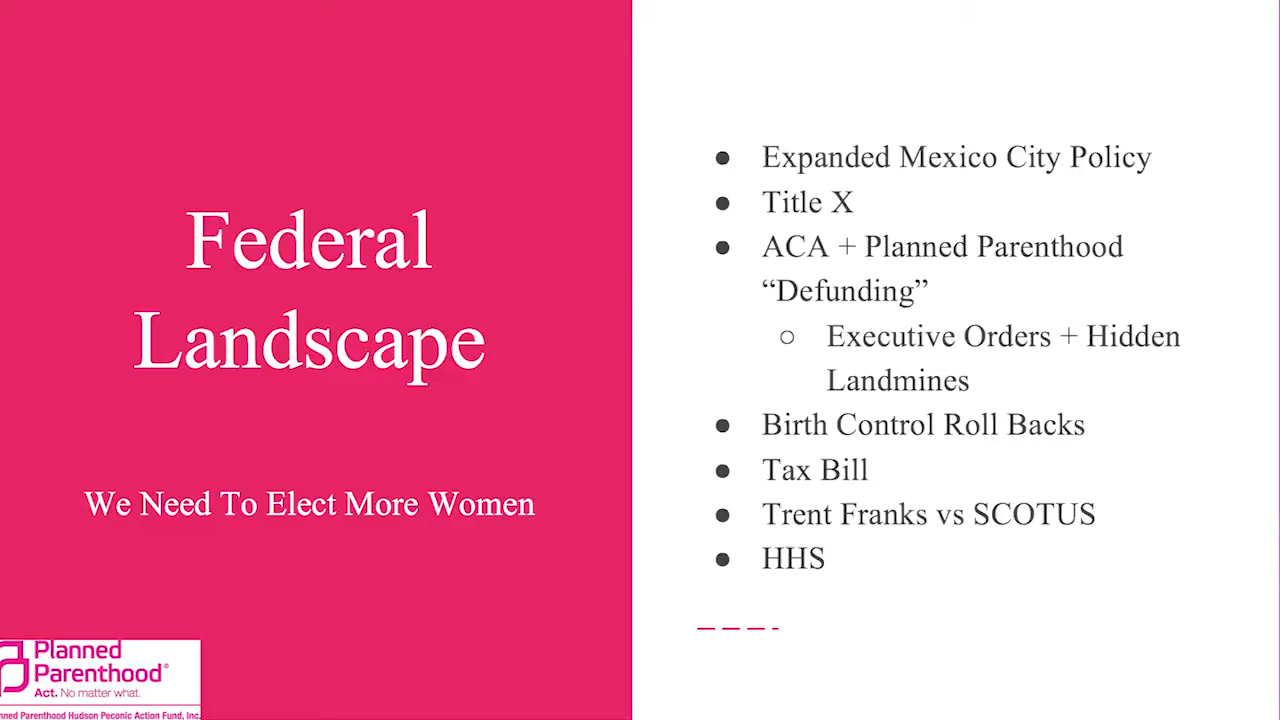 Federal
Landscape
We Need To Elect More Women
● Expanded Mexico City Policy
● Title X
● ACA + Planned Parenthood
“Defunding”
○ Executive Orders + Hidden
Landmines
● Birth Control Roll Backs
● Tax Bill
● Trent Franks vs SCOTUS
● HHS
Planned
Parenthood®
Act. No matter what.
nned Parenthood Hudson Peconic Action Fund, Inc.